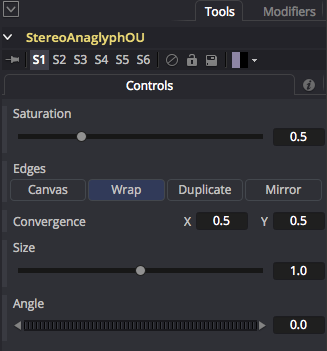 Tools Modifiers
StereoAnaglyphOU
S1 S2 S3 S4 S5 S6
Controls
Saturation
0.5
Edges
Canvas Wrap Duplicate Mirror
Convergence X 0.5 Y 0.5
Size
1.0
Angle
0.0